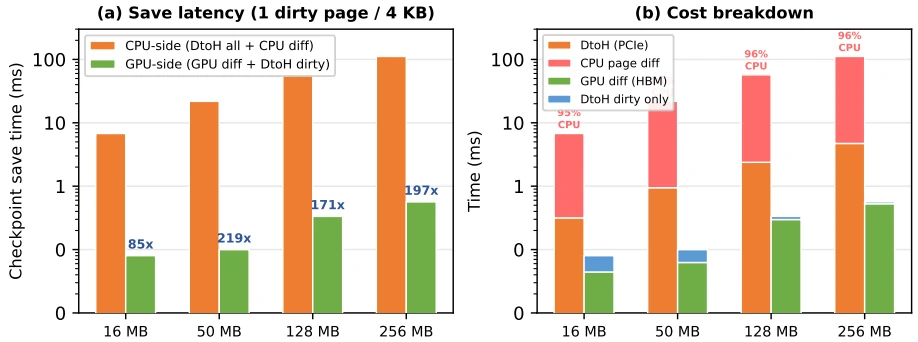 (a) Save latency (1 dirty page / 4 KB)
Checkpoint save time (ms)
100
10
1
0
0
CPU-side (DtoH all + CPU diff)
GPU-side (GPU diff + DtoH dirty)
85x
219x
171x
197x
16 MB
50 MB
128 MB
256 MB
(b) Cost breakdown
Time (ms)
100
10
1
0
0
DtoH (PCIe)
CPU page diff
GPU diff (HBM)
DtoH dirty only
95%
CPU
96%
CPU
96%
CPU
16 MB
50 MB
128 MB
256 MB